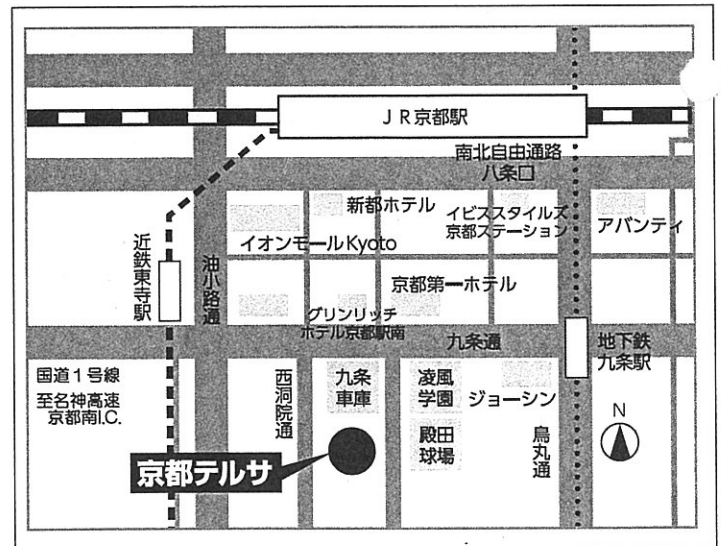 JR京都駅
南北自由通路
八条口
新都ホテル
イビススタイルズ
京都ステーション
アバンティ
イオンモールKyoto
近鉄東寺駅
油小路通
京都第一ホテル
グリンリッチ
ホテル京都駅南
九条通
地下鉄
九条駅
国道1号線
至名神高速
京都南I.C.
西洞院通
九条
車庫
凌風
学園
ジョーシン
殿田
球場
烏丸通
N
京都テルサ